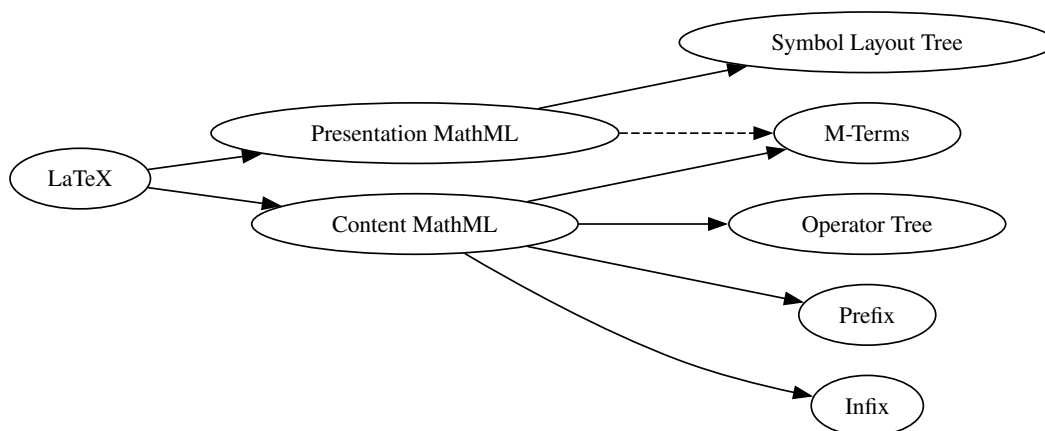 Symbol Layout Tree
Presentation MathML
M-Terms
LaTeX
Content MathML
Operator Tree
Prefix
Infix